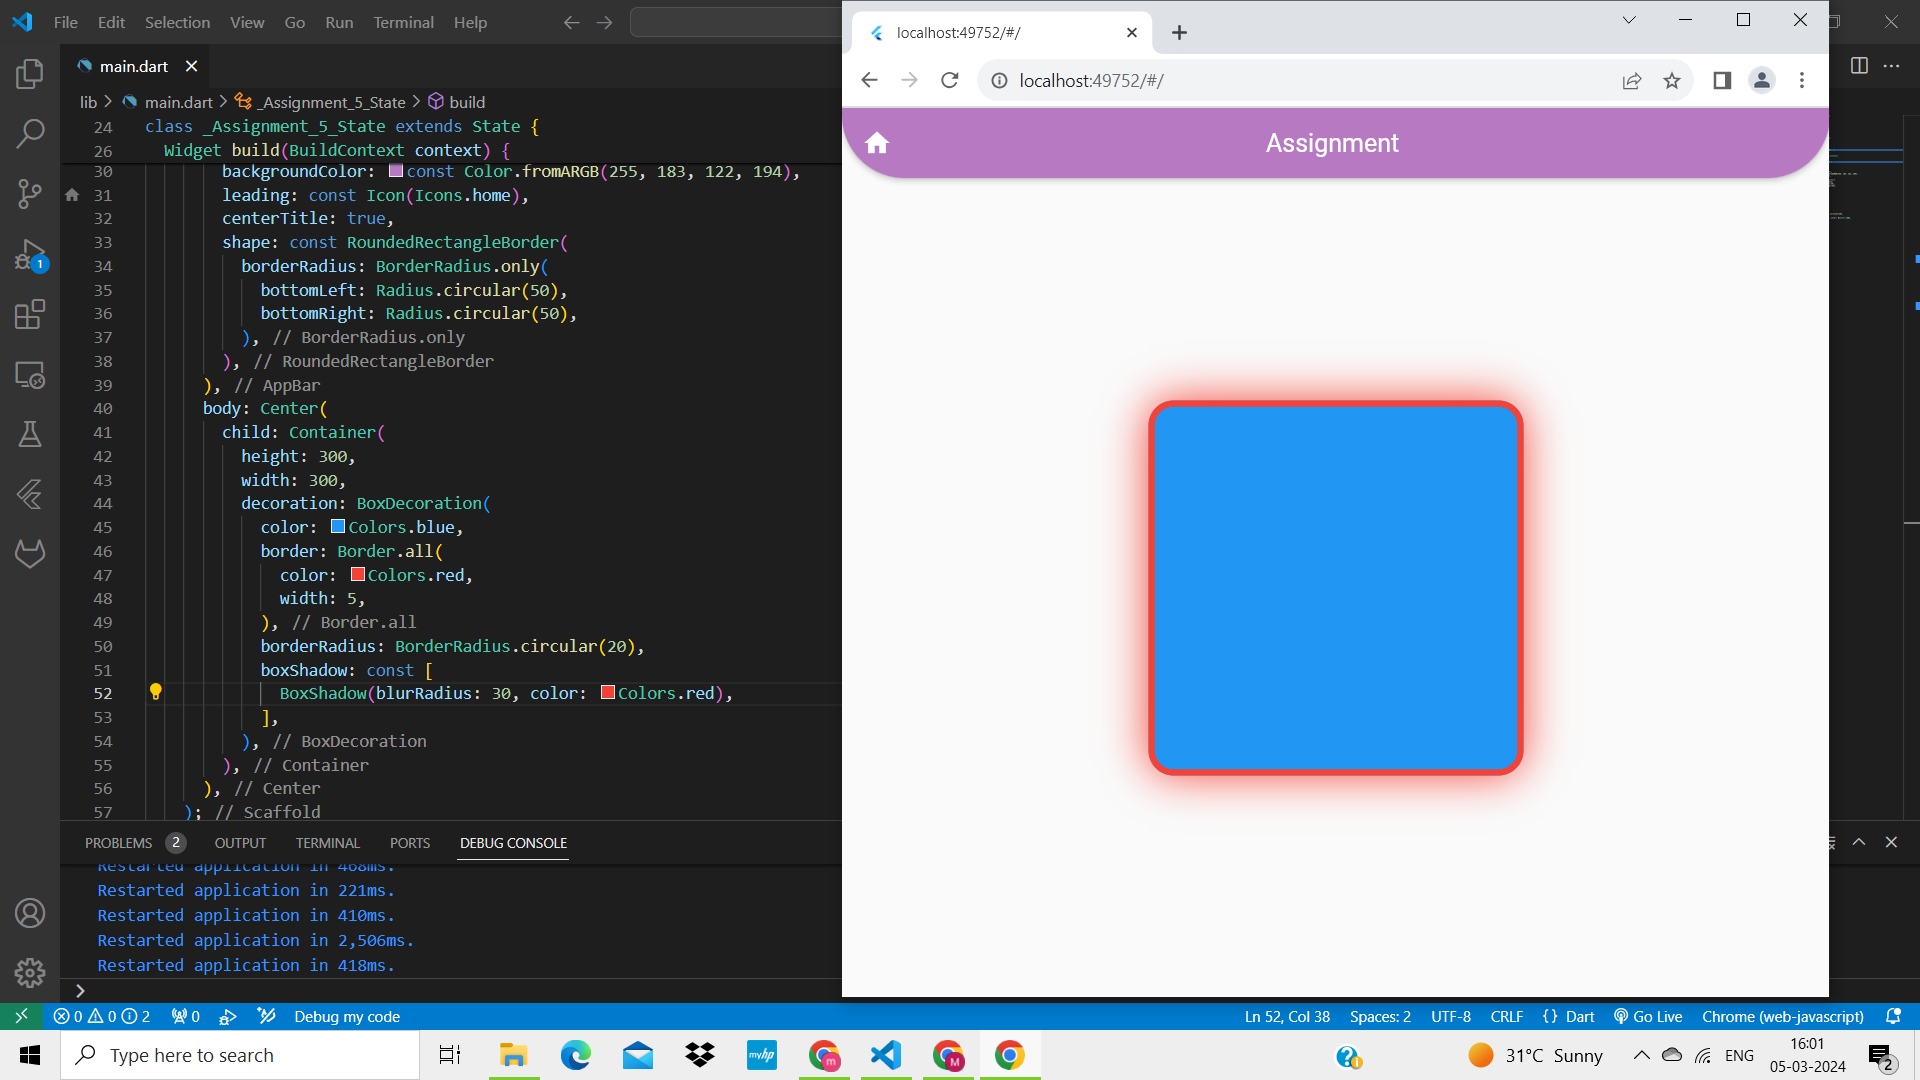 File Edit Selection View Go Run Terminal Help
main.dart
lib > main.dart > _Assignment_5_State > build
24 class _Assignment_5_State extends State {
26 Widget build(BuildContext context) {
30 backgroundColor: const Color.fromARGB(255, 183, 122, 194),
31 leading: const Icon(Icons.home),
32 centerTitle: true,
33 shape: const RoundedRectangleBorder(
34 borderRadius: BorderRadius.only(
35 bottomLeft: Radius.circular(50),
36 bottomRight: Radius.circular(50),
37 ), // BorderRadius.only
38 ), // RoundedRectangleBorder
39 ), // AppBar
40 body: Center(
41 child: Container(
42 height: 300,
43 width: 300,
44 decoration: BoxDecoration(
45 color: Colors.blue,
46 border: Border.all(
47 color: Colors.red,
48 width: 5,
49 ), // Border.all
50 borderRadius: BorderRadius.circular(20),
51 boxShadow: const [
52 BoxShadow(blurRadius: 30, color: Colors.red),
53 ],
54 ), // BoxDecoration
55 ), // Container
56 ), // Center
57 ); // Scaffold
1
PROBLEMS 2 OUTPUT TERMINAL PORTS DEBUG CONSOLE
Restarted application in 468ms.
Restarted application in 221ms.
Restarted application in 410ms.
Restarted application in 2,506ms.
Restarted application in 418ms.
>
localhost:49752/#/
localhost:49752/#/
Assignment
0 0 2 0 Debug my code Ln 52, Col 38 Spaces: 2 UTF-8 CRLF {} Dart Go Live Chrome (web-javascript)
Type here to search
myhp
m
M
31°C Sunny
ENG
16:01
05-03-2024
2